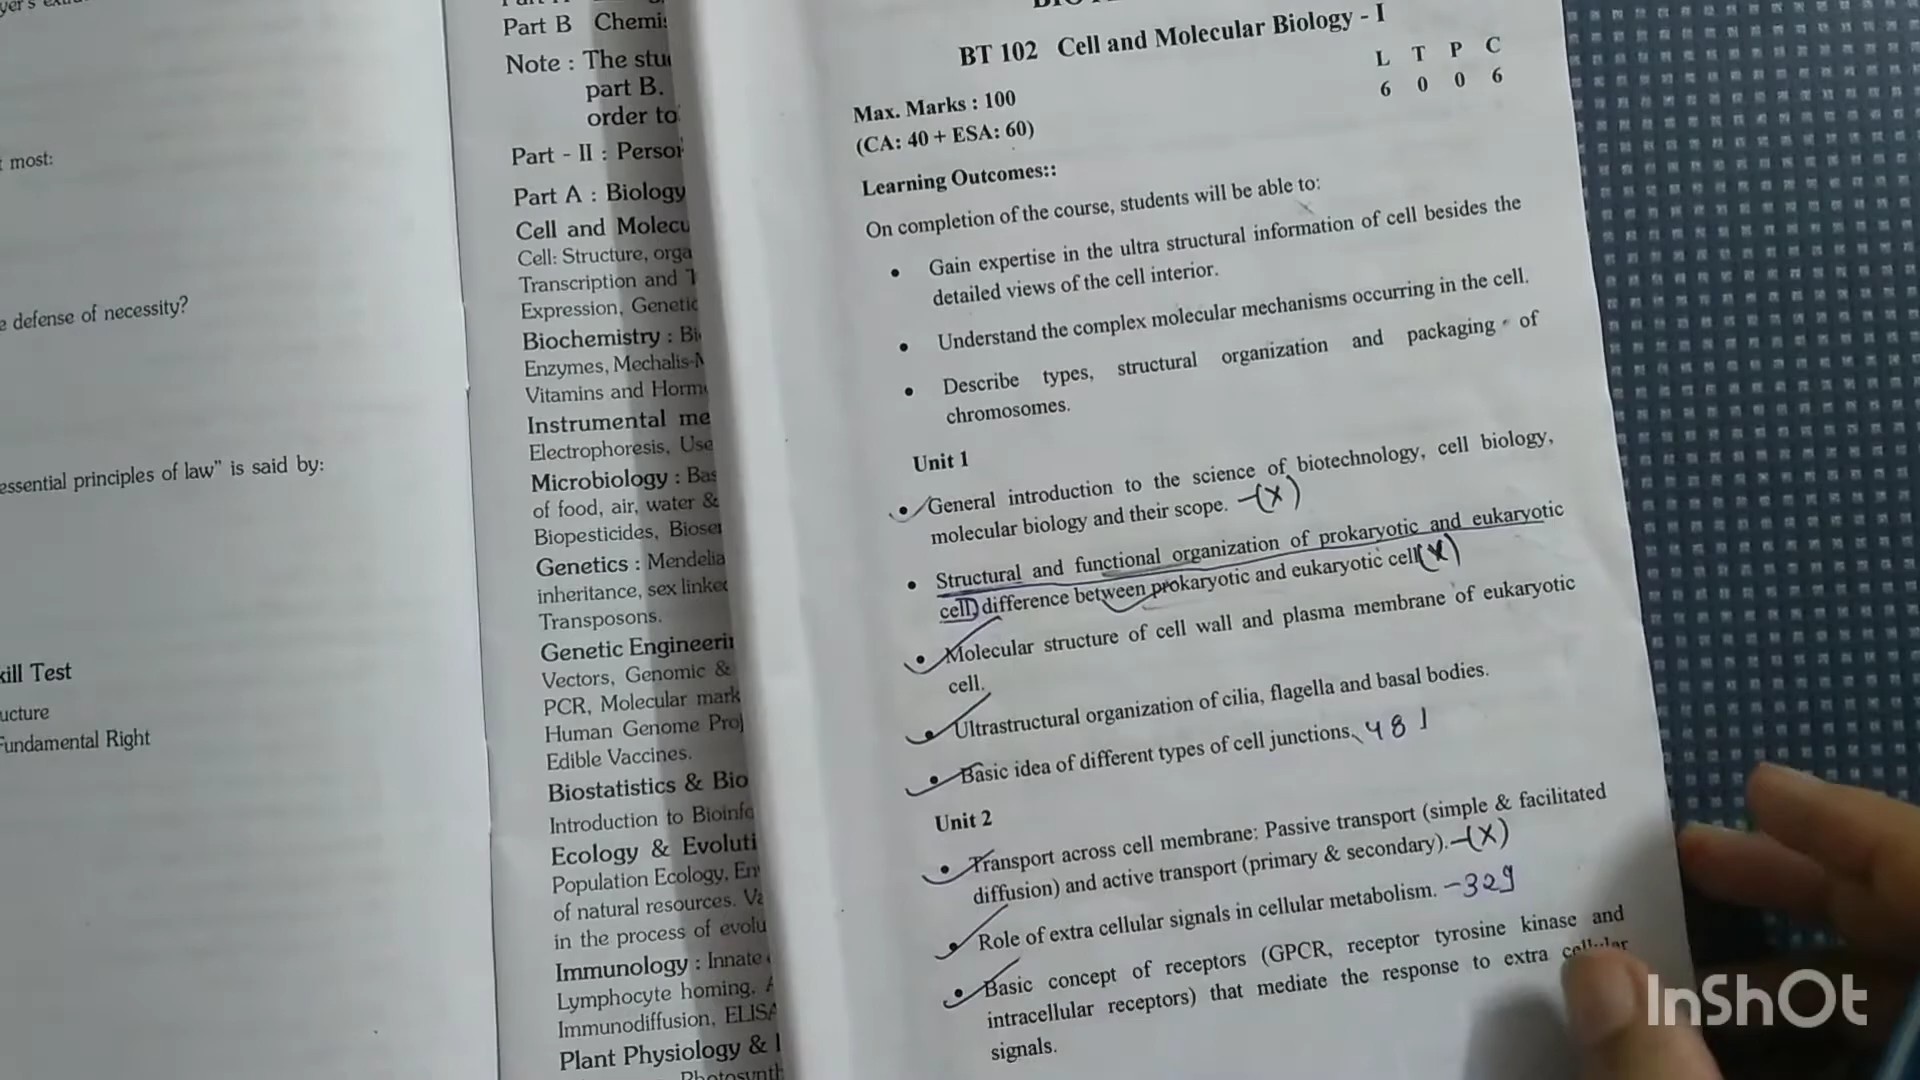 most:
defense of necessity?
essential principles of law" is said by:
Skill Test
Fundamental Right
Part B Chemis
Note : The stu
part B.
order to
Part - II : Person
Part A : Biology
Cell and Molecu
Cell: Structure, orga
Transcription and T
Expression, Genetic
Biochemistry : Bi
Enzymes, Mechalis-M
Vitamins and Hormo
Instrumental me
Electrophoresis, Use
Microbiology : Bas
of food, air, water &
Biopesticides, Biosen
Genetics : Mendelia
inheritance, sex linked
Transposons.
Genetic Engineerin
Vectors, Genomic &
PCR, Molecular mark
Human Genome Proj
Edible Vaccines.
Biostatistics & Bio
Introduction to Bioinfo
Ecology & Evoluti
Population Ecology, En
of natural resources. Va
in the process of evolu
Immunology : Innate
Lymphocyte homing, A
Immunodiffusion, ELISA
Plant Physiology &
Photosynth
BT 102 Cell and Molecular Biology - I
L T P C
6 0 0 6
Max. Marks : 100
(CA: 40 + ESA: 60)
Learning Outcomes::
On completion of the course, students will be able to:
• Gain expertise in the ultra structural information of cell besides the
detailed views of the cell interior.
• Understand the complex molecular mechanisms occurring in the cell.
• Describe types, structural organization and packaging of
chromosomes.
Unit 1
• General introduction to the science of biotechnology, cell biology,
molecular biology and their scope. -(X)
• Structural and functional organization of prokaryotic and eukaryotic
cell, difference between prokaryotic and eukaryotic cell (X)
• Molecular structure of cell wall and plasma membrane of eukaryotic
cell.
• Ultrastructural organization of cilia, flagella and basal bodies.
• Basic idea of different types of cell junctions. 481
Unit 2
• Transport across cell membrane: Passive transport (simple & facilitated
diffusion) and active transport (primary & secondary). -(X)
• Role of extra cellular signals in cellular metabolism. -329
• Basic concept of receptors (GPCR, receptor tyrosine kinase and
intracellular receptors) that mediate the response to extra cellular
signals.
InShOt